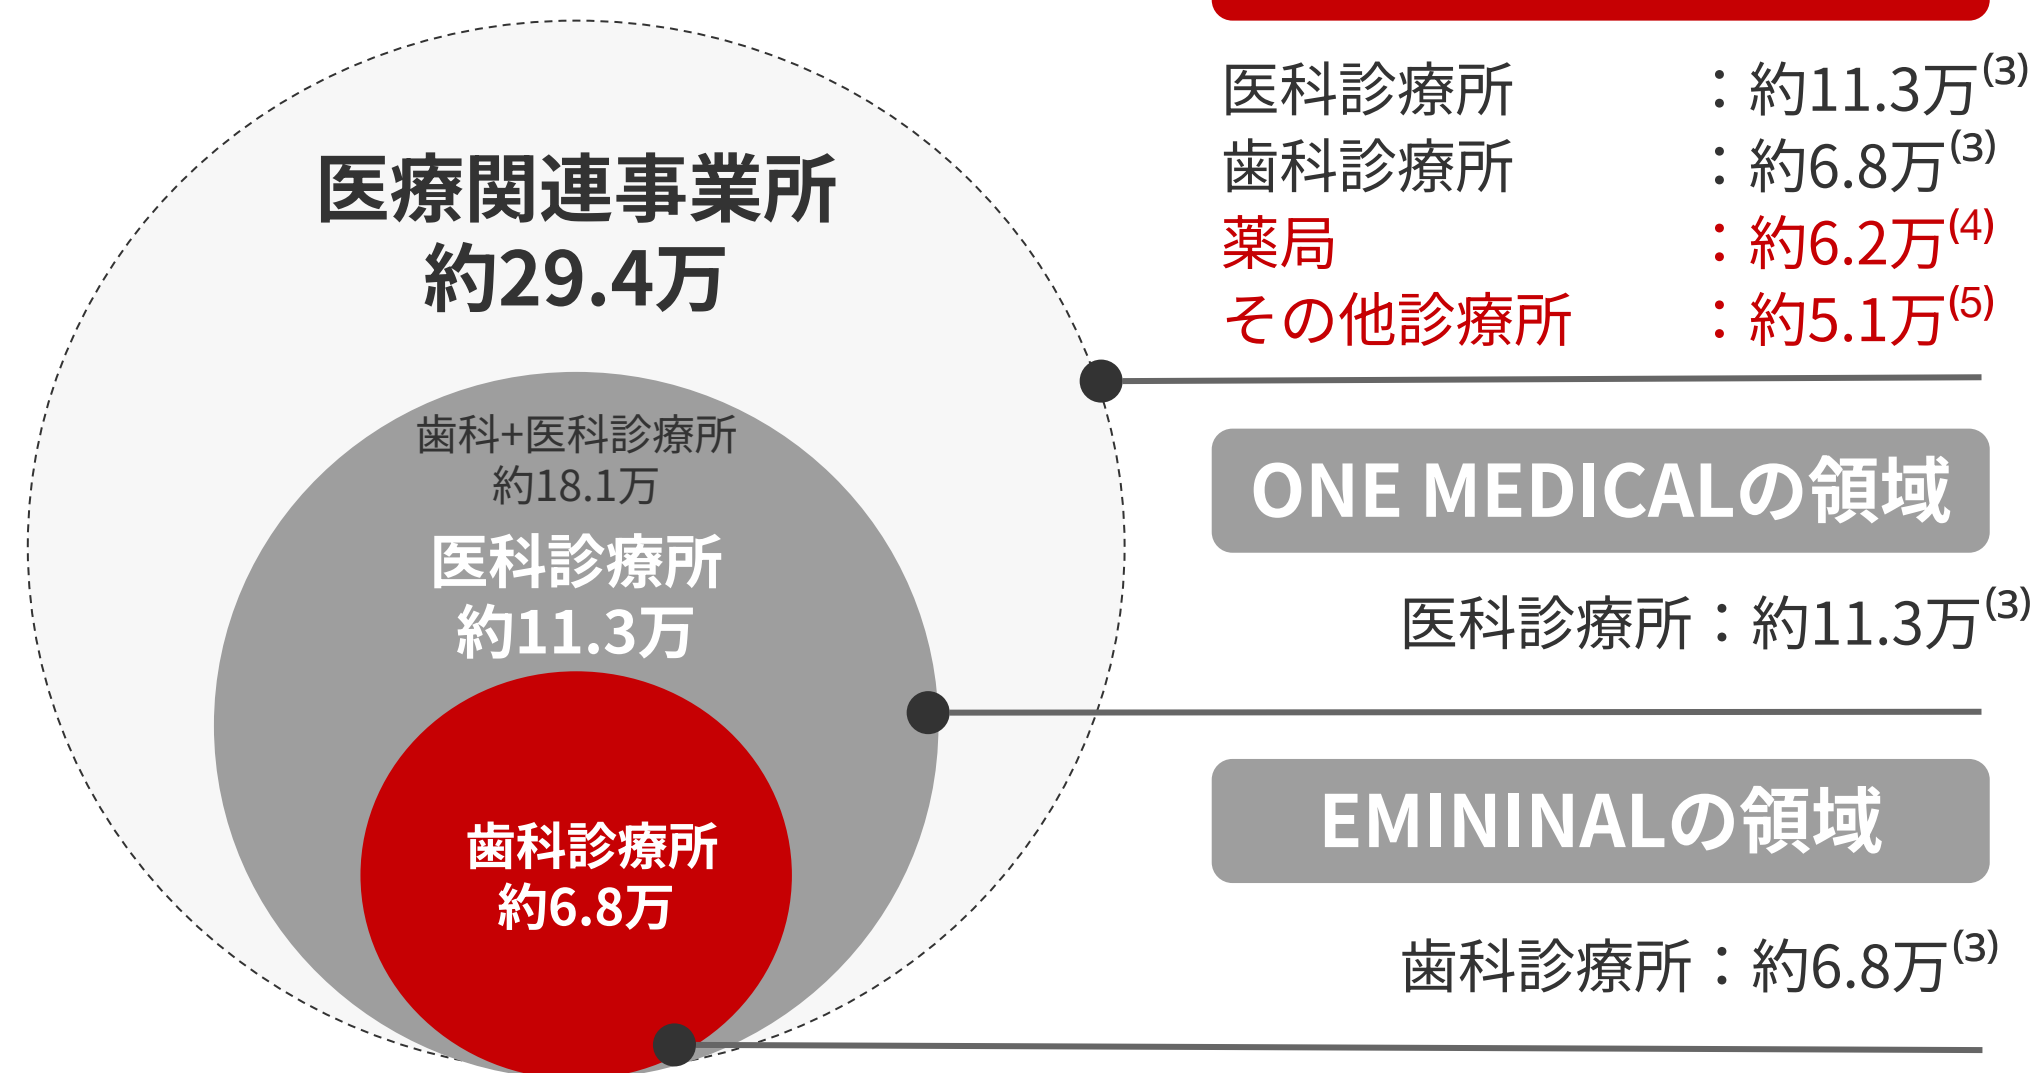 医療関連事業所
約29.4万
歯科+医科診療所
約18.1万
医科診療所
約11.3万
歯科診療所
約6.8万
医科診療所：約11.3万(3)
歯科診療所：約6.8万(3)
薬局：約6.2万(4)
その他診療所：約5.1万(5)
ONE MEDICALの領域
医科診療所：約11.3万(3)
EMININALの領域
歯科診療所：約6.8万(3)